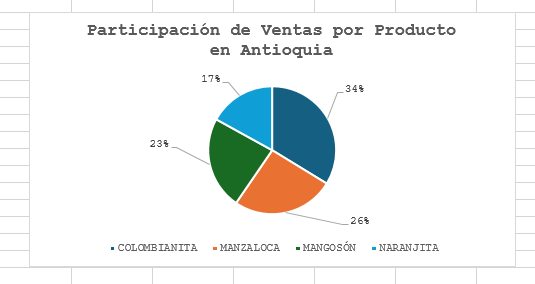 Participación de Ventas por Producto
en Antioquia
17%
34%
23%
26%
COLOMBIANITA MANZALOCA MANGOSÓN NARANJITA